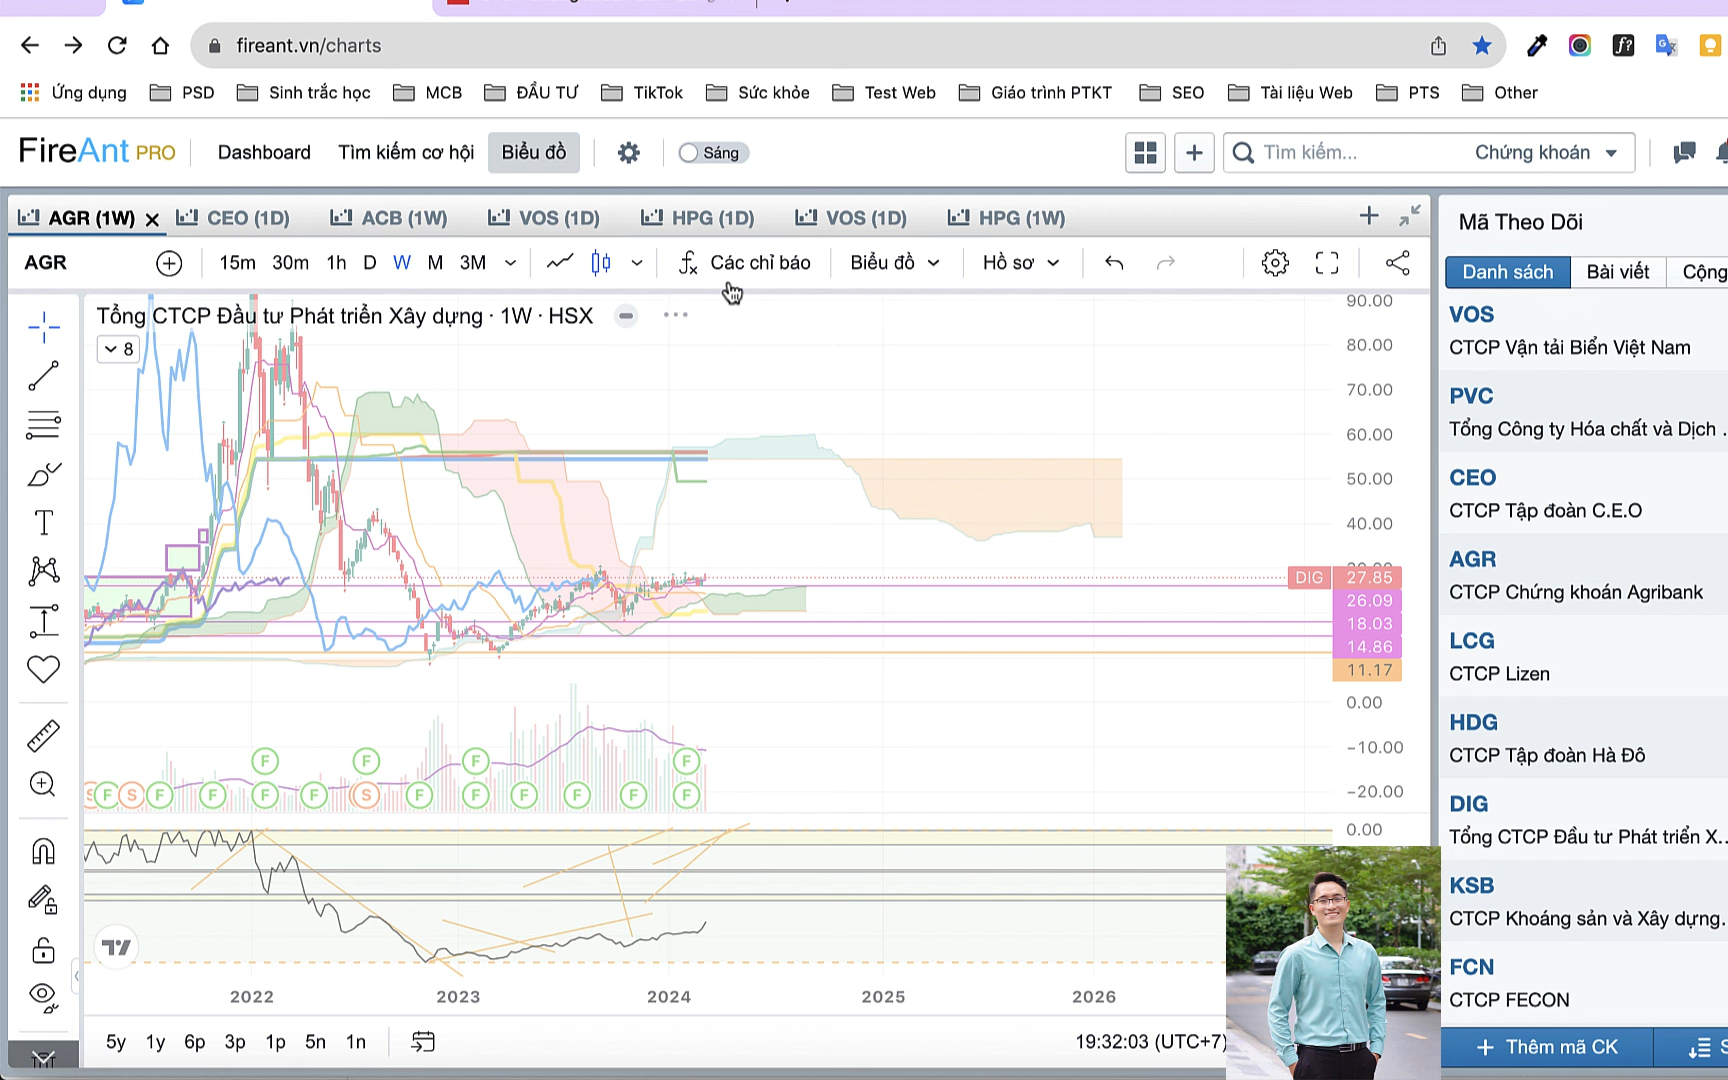 fireant.vn/charts
Ứng dụng PSD Sinh trắc học MCB ĐẦU TƯ TikTok Sức khỏe Test Web Giáo trình PTKT SEO Tài liệu Web PTS Other
FireAnt PRO Dashboard Tìm kiếm cơ hội Biểu đồ Sáng Tìm kiếm... Chứng khoán
AGR (1W) CEO (1D) ACB (1W) VOS (1D) HPG (1D) VOS (1D) HPG (1W)
AGR 15m 30m 1h D W M 3M Các chỉ báo Biểu đồ Hồ sơ
Tổng CTCP Đầu tư Phát triển Xây dựng · 1W · HSX
8
90.00
80.00
70.00
60.00
50.00
40.00
DIG 27.85
26.09
18.03
14.86
11.17
0.00
−10.00
−20.00
F F F F
S F S F F F F S F F F F F F
0.00
2022 2023 2024 2025 2026
5y 1y 6p 3p 1p 5n 1n 19:32:03 (UTC+7)
Mã Theo Dõi
Danh sách Bài viết Cộng
VOS
CTCP Vận tải Biển Việt Nam
PVC
Tổng Công ty Hóa chất và Dịch ...
CEO
CTCP Tập đoàn C.E.O
AGR
CTCP Chứng khoán Agribank
LCG
CTCP Lizen
HDG
CTCP Tập đoàn Hà Đô
DIG
Tổng CTCP Đầu tư Phát triển X...
KSB
CTCP Khoáng sản và Xây dựng...
FCN
CTCP FECON
+ Thêm mã CK